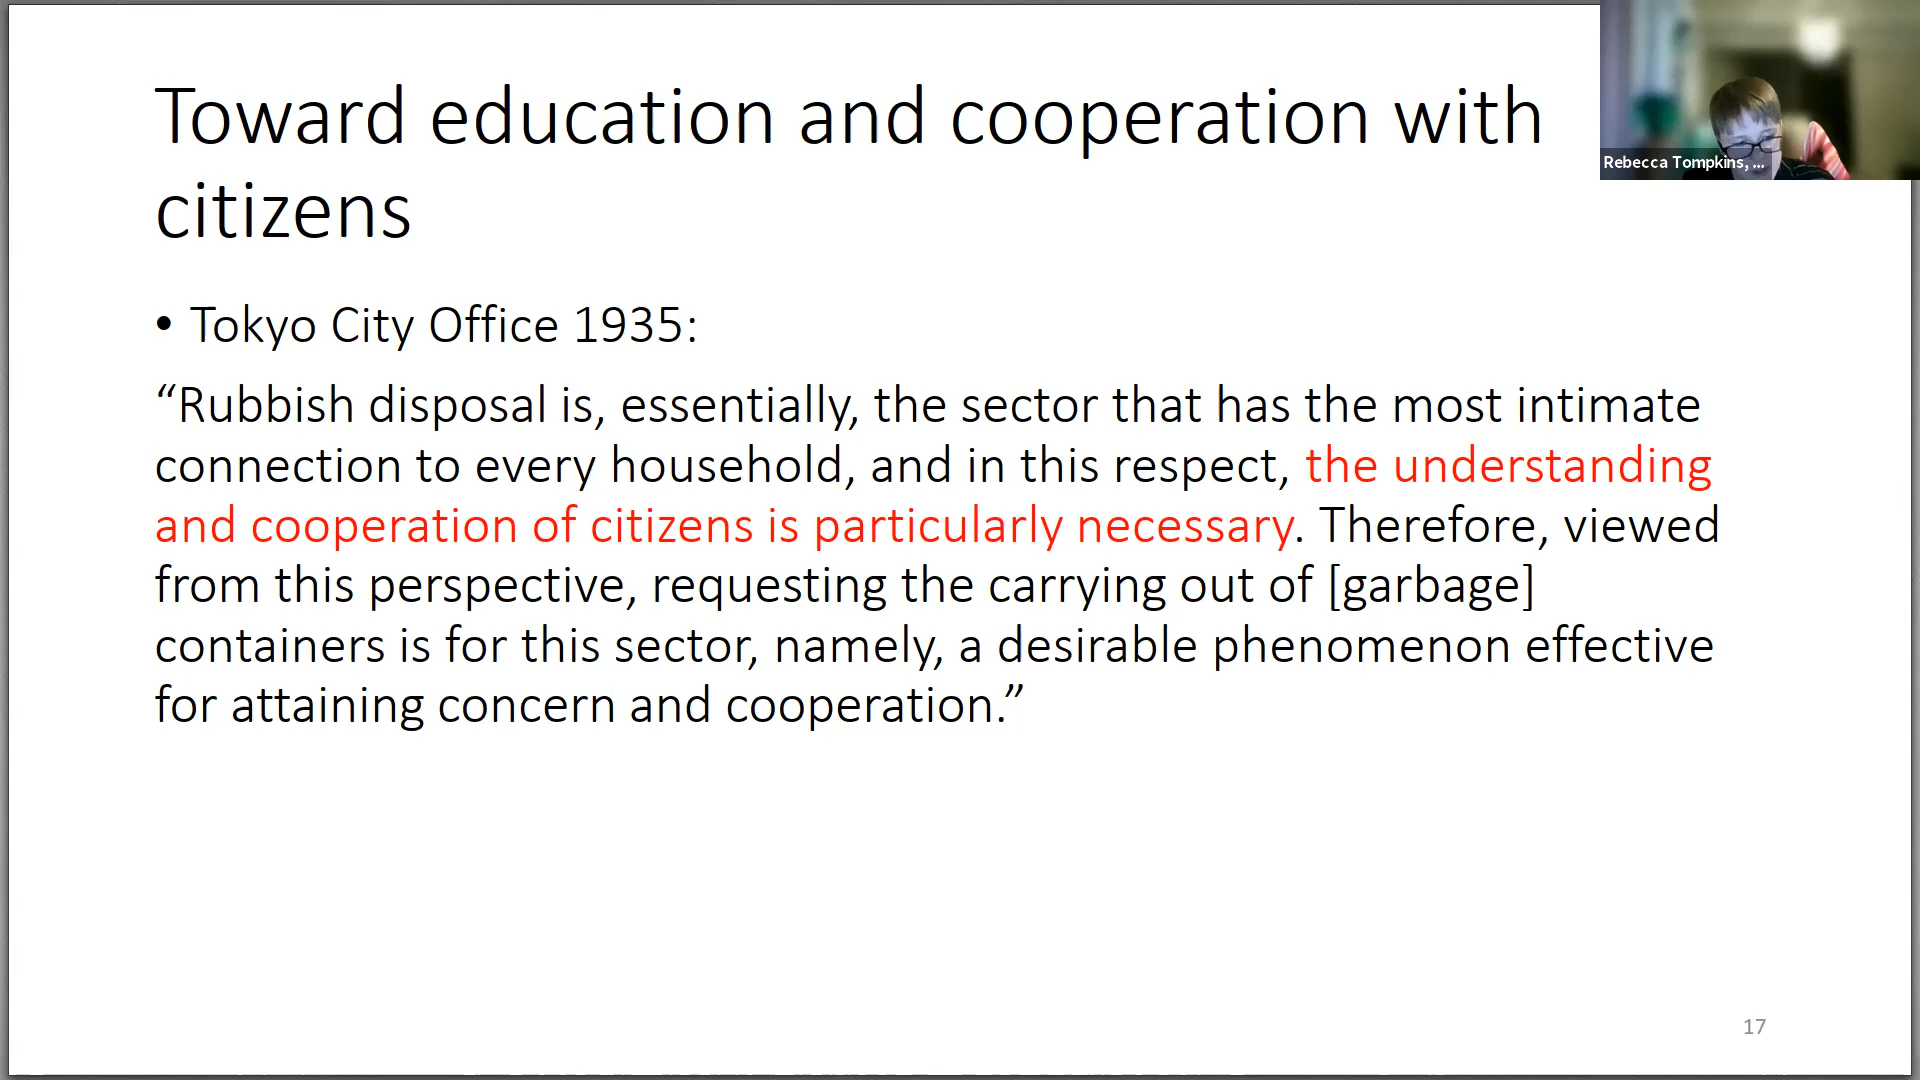 Toward education and cooperation with
citizens
• Tokyo City Office 1935:
“Rubbish disposal is, essentially, the sector that has the most intimate
connection to every household, and in this respect, the understanding
and cooperation of citizens is particularly necessary. Therefore, viewed
from this perspective, requesting the carrying out of [garbage]
containers is for this sector, namely, a desirable phenomenon effective
for attaining concern and cooperation.”
Rebecca Tompkins, ...
17